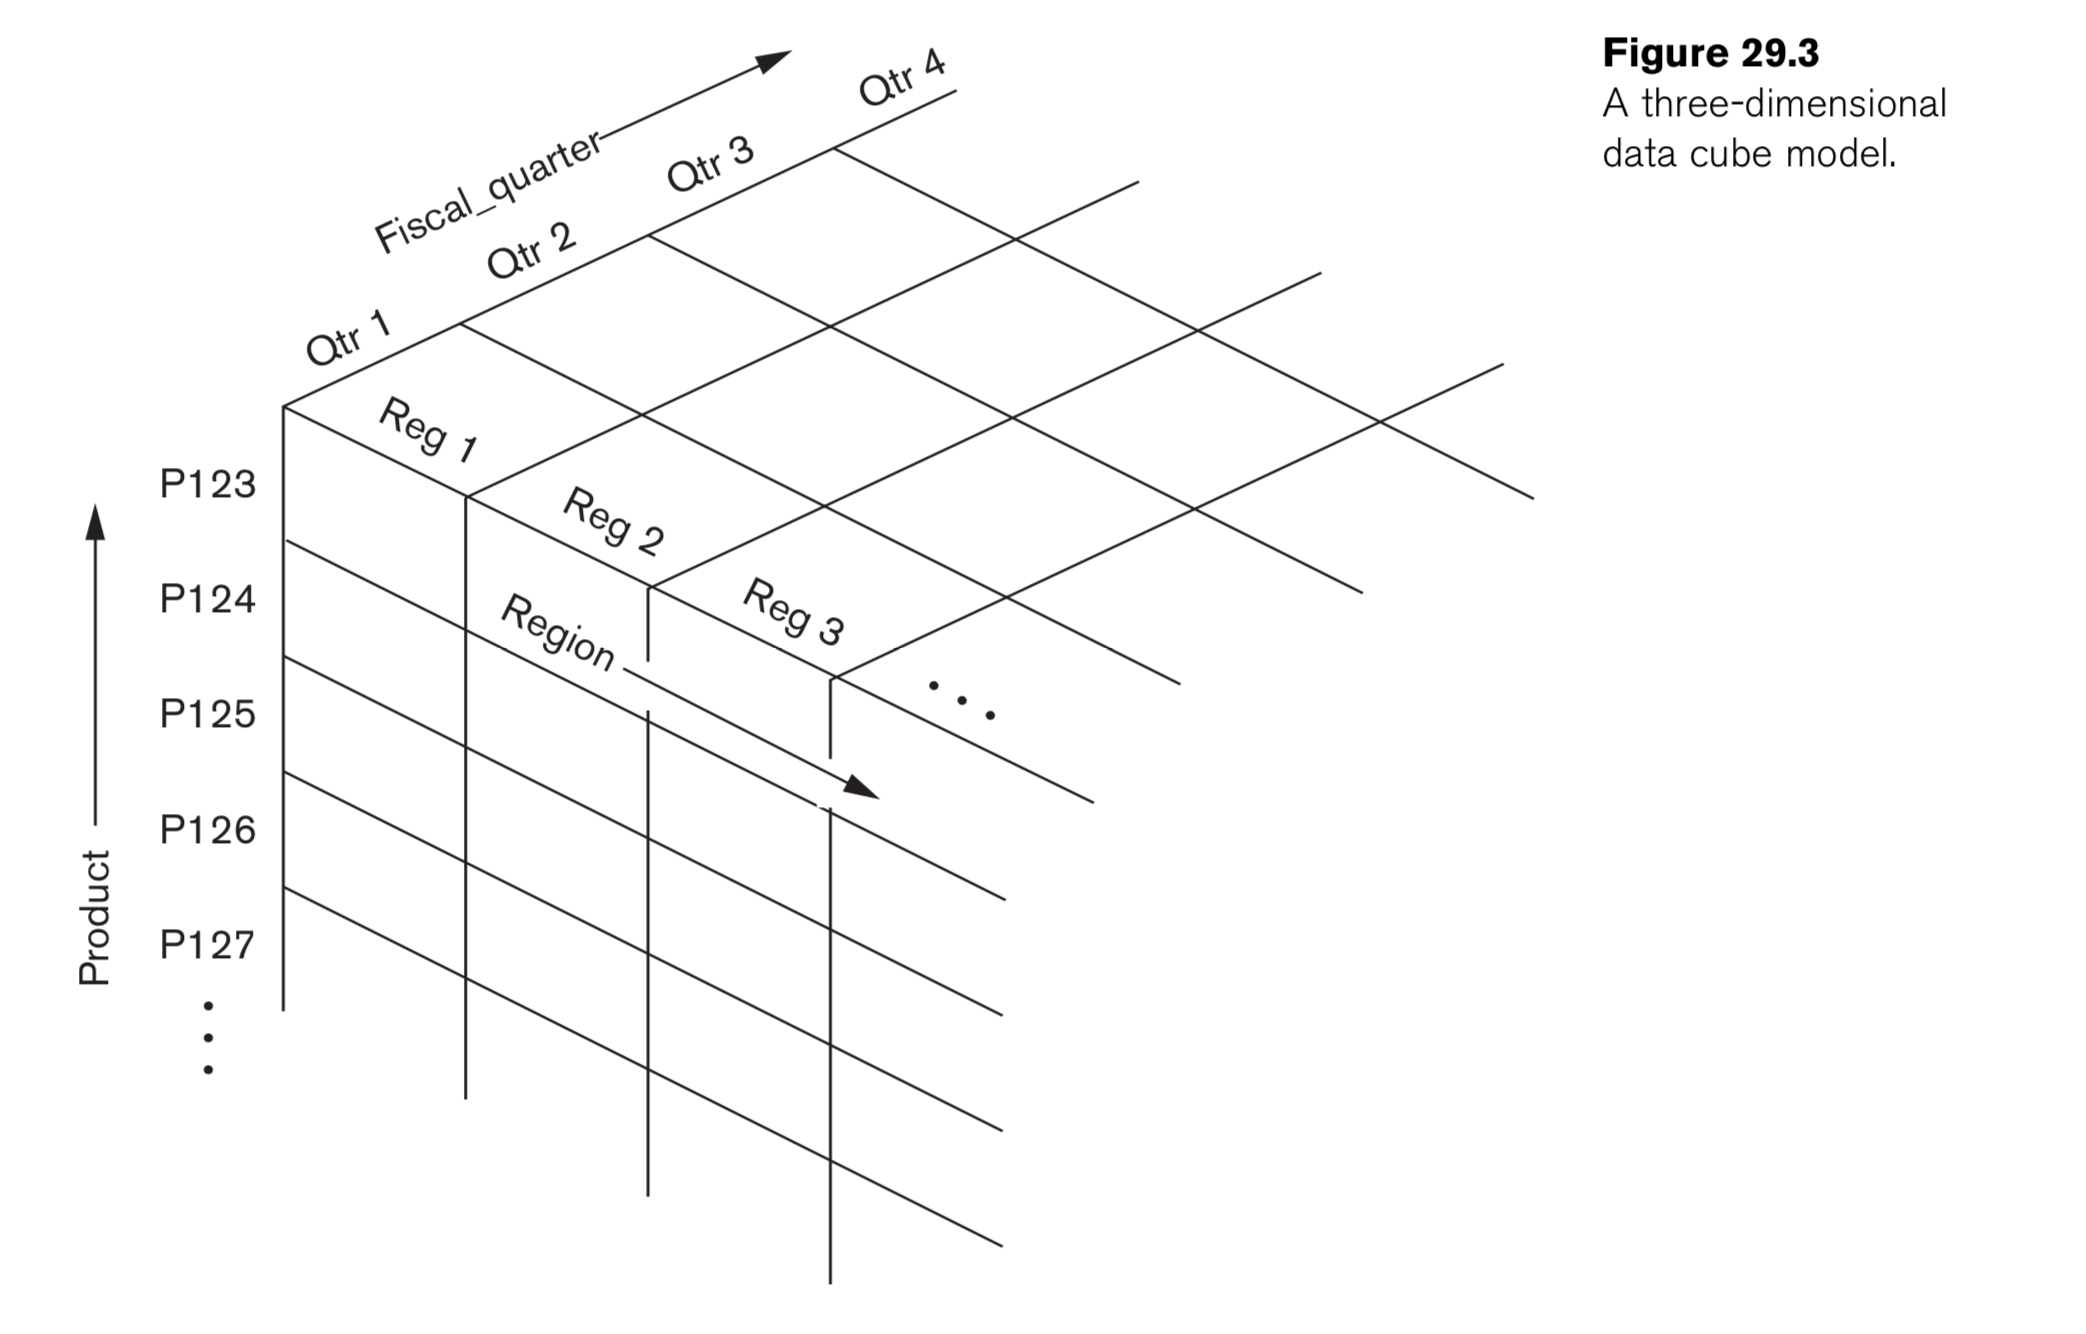 Figure 29.3
A three-dimensional
data cube model.
Fiscal_quarter
Qtr 4
Qtr 3
Qtr 2
Qtr 1
Reg 1
Reg 2
Reg 3
...
Region
P123
P124
P125
P126
P127
...
Product